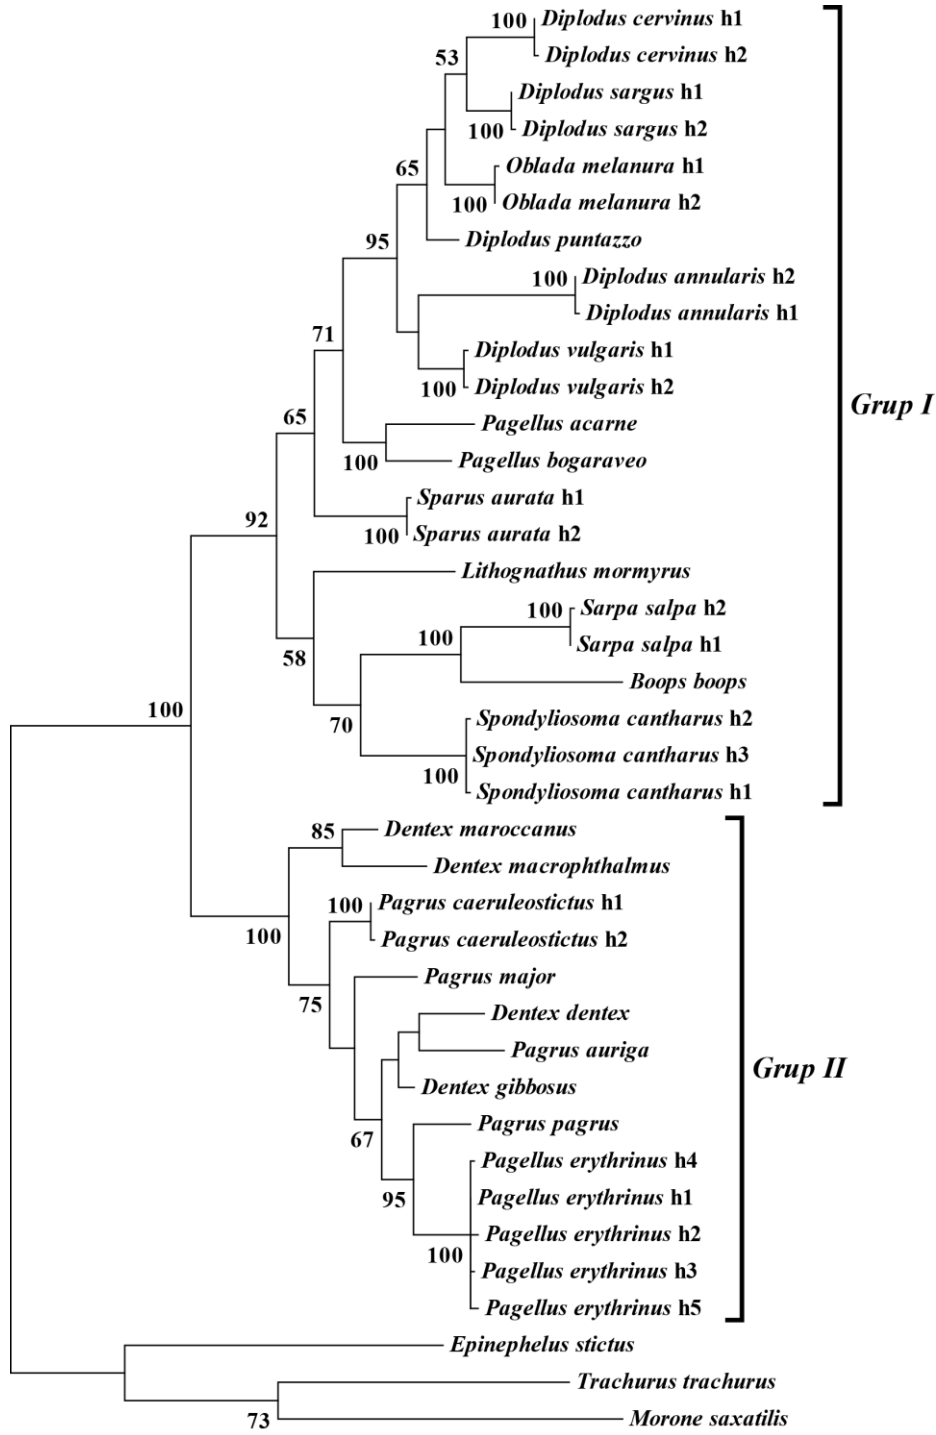 100 Diplodus cervinus h1
53 Diplodus cervinus h2
Diplodus sargus h1
100 Diplodus sargus h2
65 Oblada melanura h1
100 Oblada melanura h2
95 Diplodus puntazzo
100 Diplodus annularis h2
Diplodus annularis h1
71 Diplodus vulgaris h1
100 Diplodus vulgaris h2
Grup I
65 Pagellus acarne
100 Pagellus bogaraveo
Sparus aurata h1
92 100 Sparus aurata h2
Lithognathus mormyrus
100 Sarpa salpa h2
58 100 Sarpa salpa h1
Boops boops
100 70 Spondyliosoma cantharus h2
Spondyliosoma cantharus h3
100 Spondyliosoma cantharus h1
85 Dentex maroccanus
Dentex macrophthalmus
100 Pagrus caeruleostictus h1
100 Pagrus caeruleostictus h2
75 Pagrus major
Dentex dentex
Pagrus auriga
Grup II
Dentex gibbosus
67 Pagrus pagrus
Pagellus erythrinus h4
95 Pagellus erythrinus h1
100 Pagellus erythrinus h2
Pagellus erythrinus h3
Pagellus erythrinus h5
Epinephelus stictus
Trachurus trachurus
73 Morone saxatilis